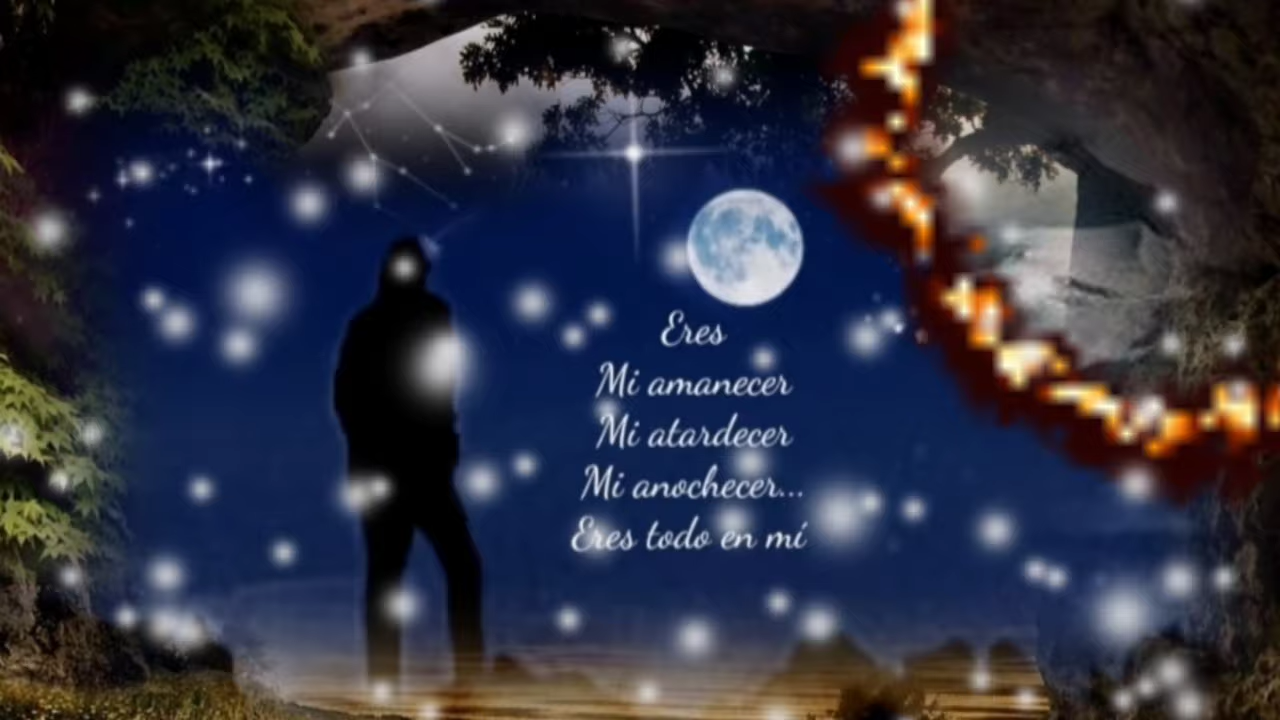 Eres
Mi amanecer
Mi atardecer
Mi anochecer...
Eres todo en mí